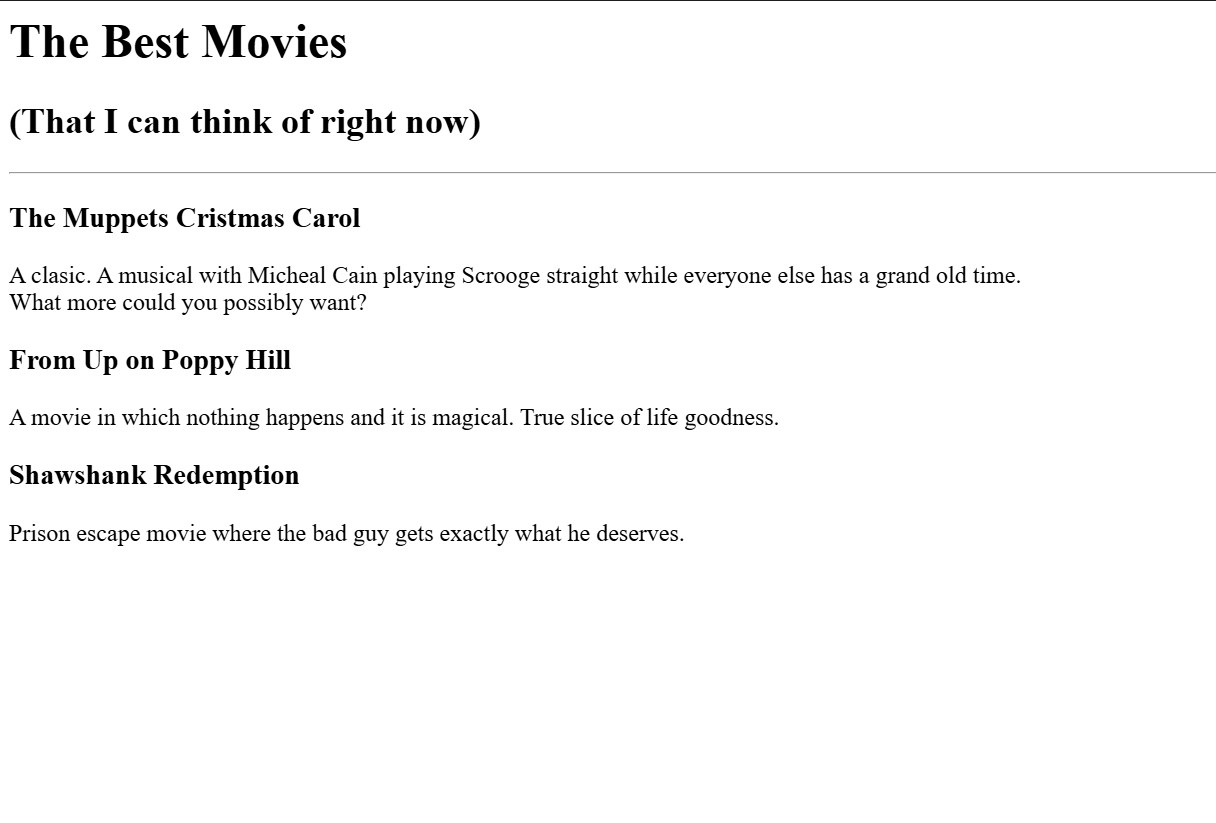 The Best Movies
(That I can think of right now)
The Muppets Cristmas Carol
A clasic. A musical with Micheal Cain playing Scrooge straight while everyone else has a grand old time.
What more could you possibly want?
From Up on Poppy Hill
A movie in which nothing happens and it is magical. True slice of life goodness.
Shawshank Redemption
Prison escape movie where the bad guy gets exactly what he deserves.